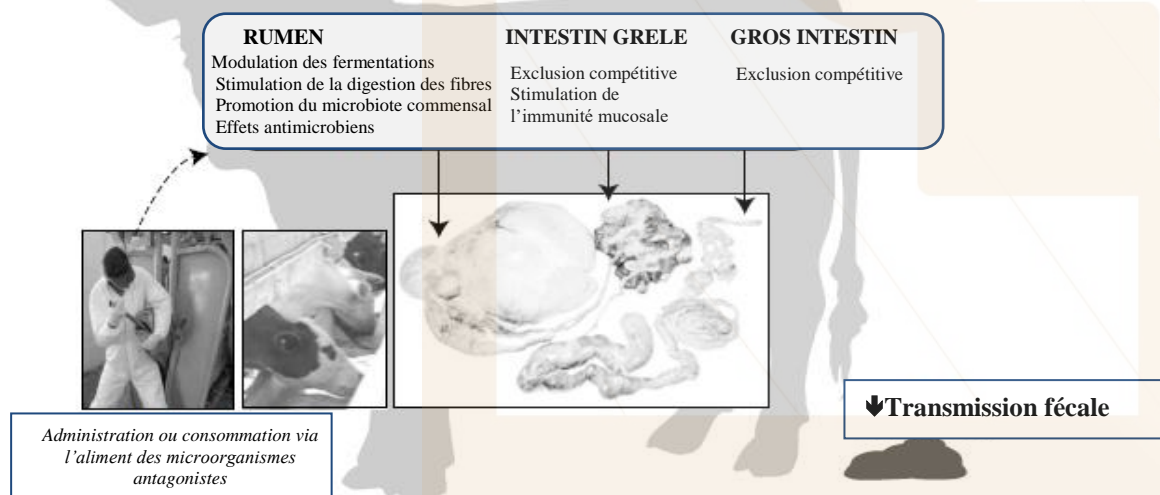 RUMEN
Modulation des fermentations
Stimulation de la digestion des fibres
Promotion du microbiote commensal
Effets antimicrobiens
INTESTIN GRELE
Exclusion compétitive
Stimulation de
l’immunité mucosale
GROS INTESTIN
Exclusion compétitive
Administration ou consommation via
l’aliment des microorganismes
antagonistes
🡻Transmission fécale